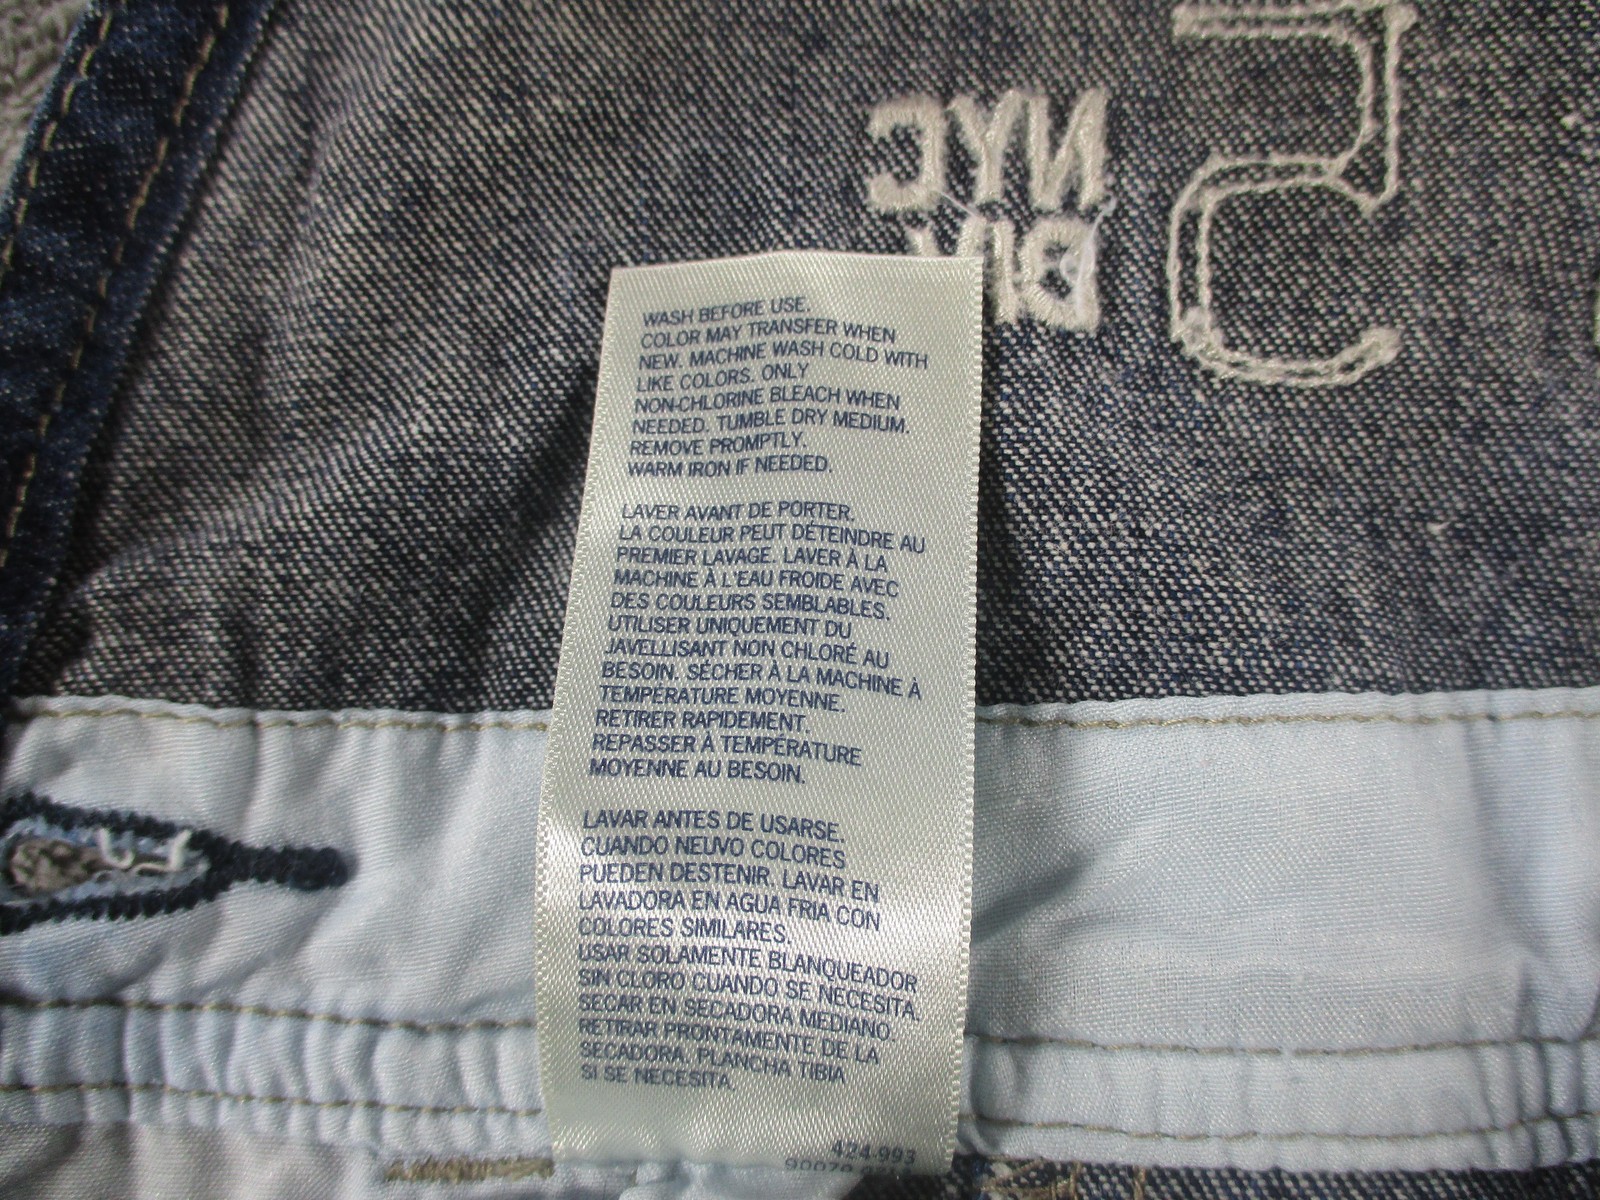 NYC
WASH BEFORE USE.
COLOR MAY TRANSFER WHEN
NEW. MACHINE WASH COLD WITH
LIKE COLORS. ONLY
NON-CHLORINE BLEACH WHEN
NEEDED. TUMBLE DRY MEDIUM.
REMOVE PROMPTLY.
WARM IRON IF NEEDED.
LAVER AVANT DE PORTER.
LA COULEUR PEUT DÉTEINDRE AU
PREMIER LAVAGE. LAVER À LA
MACHINE À L'EAU FROIDE AVEC
DES COULEURS SEMBLABLES.
UTILISER UNIQUEMENT DU
JAVELLISANT NON CHLORÉ AU
BESOIN. SÉCHER À LA MACHINE À
TEMPÉRATURE MOYENNE.
RETIRER RAPIDEMENT.
REPASSER À TEMPÉRATURE
MOYENNE AU BESOIN.
LAVAR ANTES DE USARSE.
CUANDO NEUVO COLORES
PUEDEN DESTENIR. LAVAR EN
LAVADORA EN AGUA FRIA CON
COLORES SIMILARES.
USAR SOLAMENTE BLANQUEADOR
SIN CLORO CUANDO SE NECESITA.
SECAR EN SECADORA MEDIANO.
RETIRAR PRONTAMENTE DE LA
SECADORA. PLANCHA TIBIA
SI SE NECESITA.
424-993